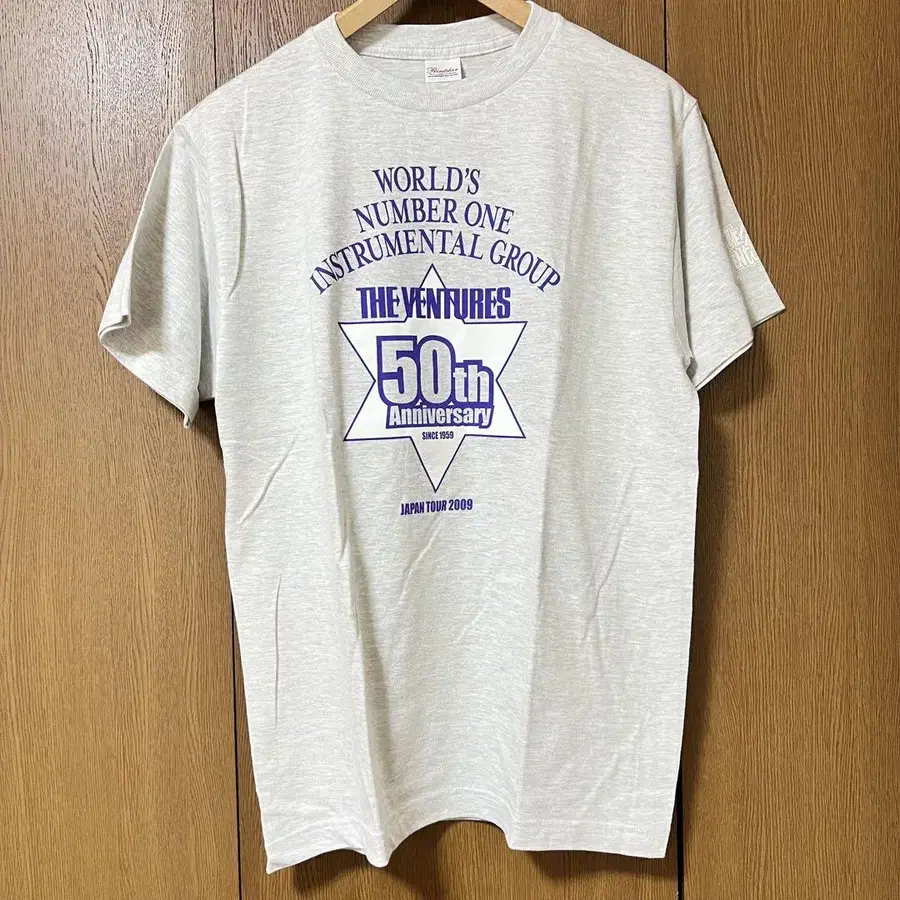 WORLD'S
NUMBER ONE
INSTRUMENTAL GROUP
THE VENTURES
50th
Anniversary
SINCE 1959
JAPAN TOUR 2009